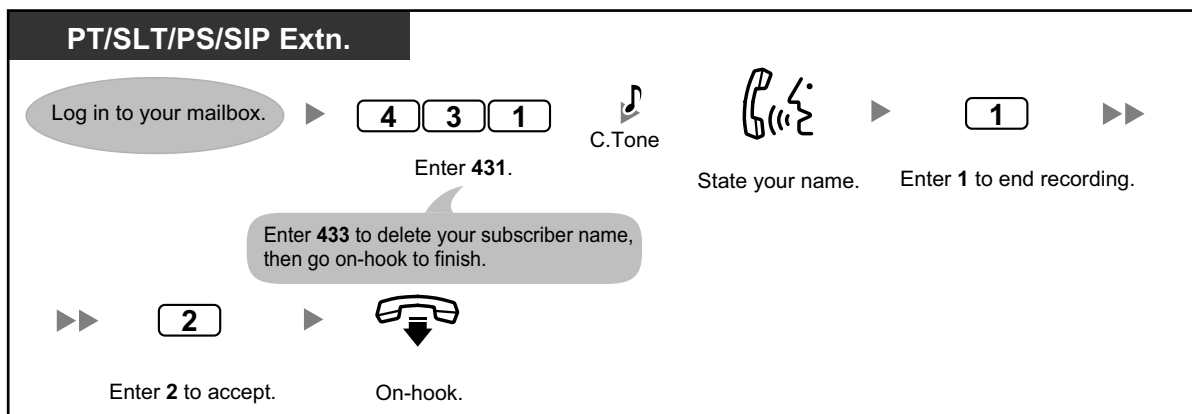 PT/SLT/PS/SIP Extn.
Log in to your mailbox.
4 3 1
C.Tone
1
Enter 431.
State your name.
Enter 1 to end recording.
Enter 433 to delete your subscriber name,
then go on-hook to finish.
2
Enter 2 to accept.
On-hook.